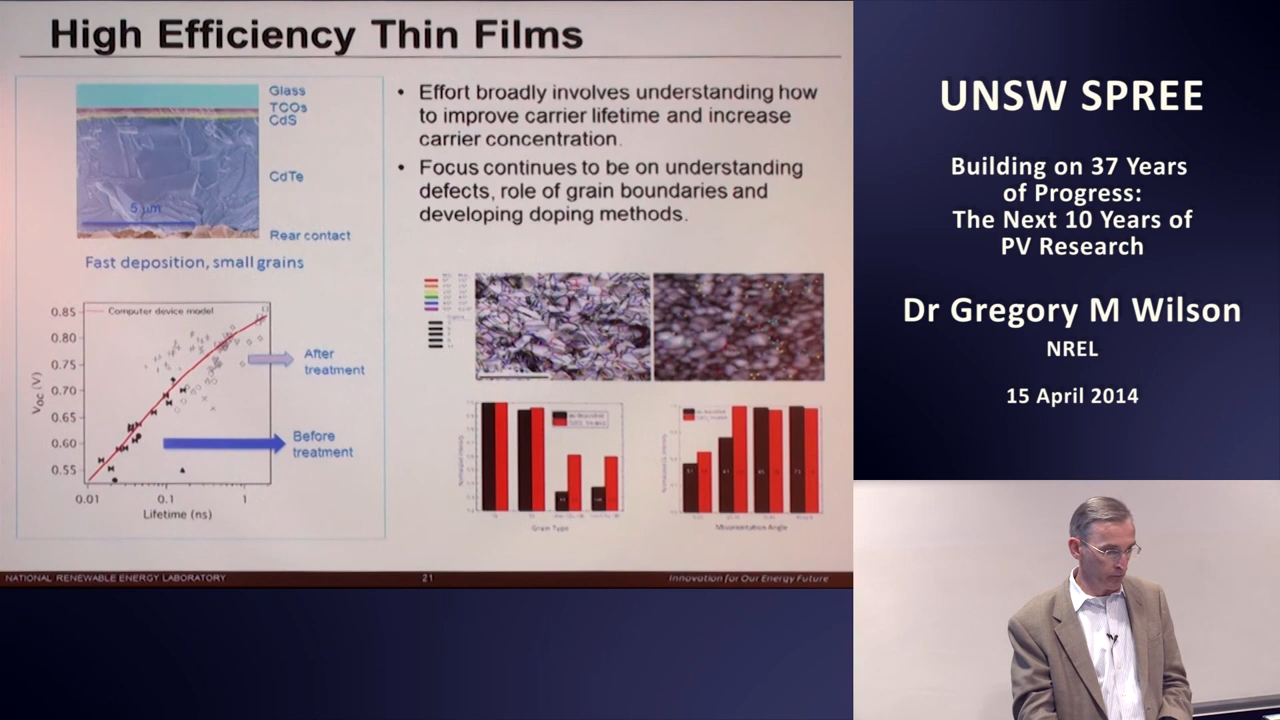 High Efficiency Thin Films
Glass
TCOs
CdS
CdTe
5 μm
Rear contact
Fast deposition, small grains
• Effort broadly involves understanding how
to improve carrier lifetime and increase
carrier concentration.
• Focus continues to be on understanding
defects, role of grain boundaries and
developing doping methods.
Computer device model
0.85
0.80
0.75
0.70
0.65
0.60
0.55
Voc (V)
0.01 0.1 1
Lifetime (ns)
After
treatment
Before
treatment
Grain Type
Misorientation Angle
NATIONAL RENEWABLE ENERGY LABORATORY
21
Innovation for Our Energy Future
UNSW SPREE
Building on 37 Years
of Progress:
The Next 10 Years of
PV Research
Dr Gregory M Wilson
NREL
15 April 2014